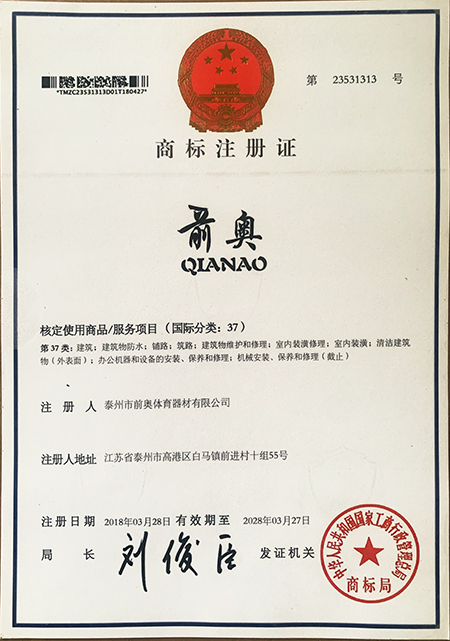 第 23531313 号
*TMZC23531313D01T180427*
商标注册证
前奥
QIANAO
核定使用商品/服务项目（国际分类：37）
第 37 类：建筑；建筑物防水；铺路；筑路；建筑物维护和修理；室内装潢修理；室内装潢；清洁建筑
物（外表面）；办公机器和设备的安装、保养和修理；机械安装、保养和修理（截止）
注 册 人 泰州市前奥体育器材有限公司
注册人地址 江苏省泰州市高港区白马镇前进村十组55号
注册日期 2018年03月28日 有效期至 2028年03月27日
局 长 刘俊臣 发证机关
中华人民共和国国家工商行政管理总局
商标局